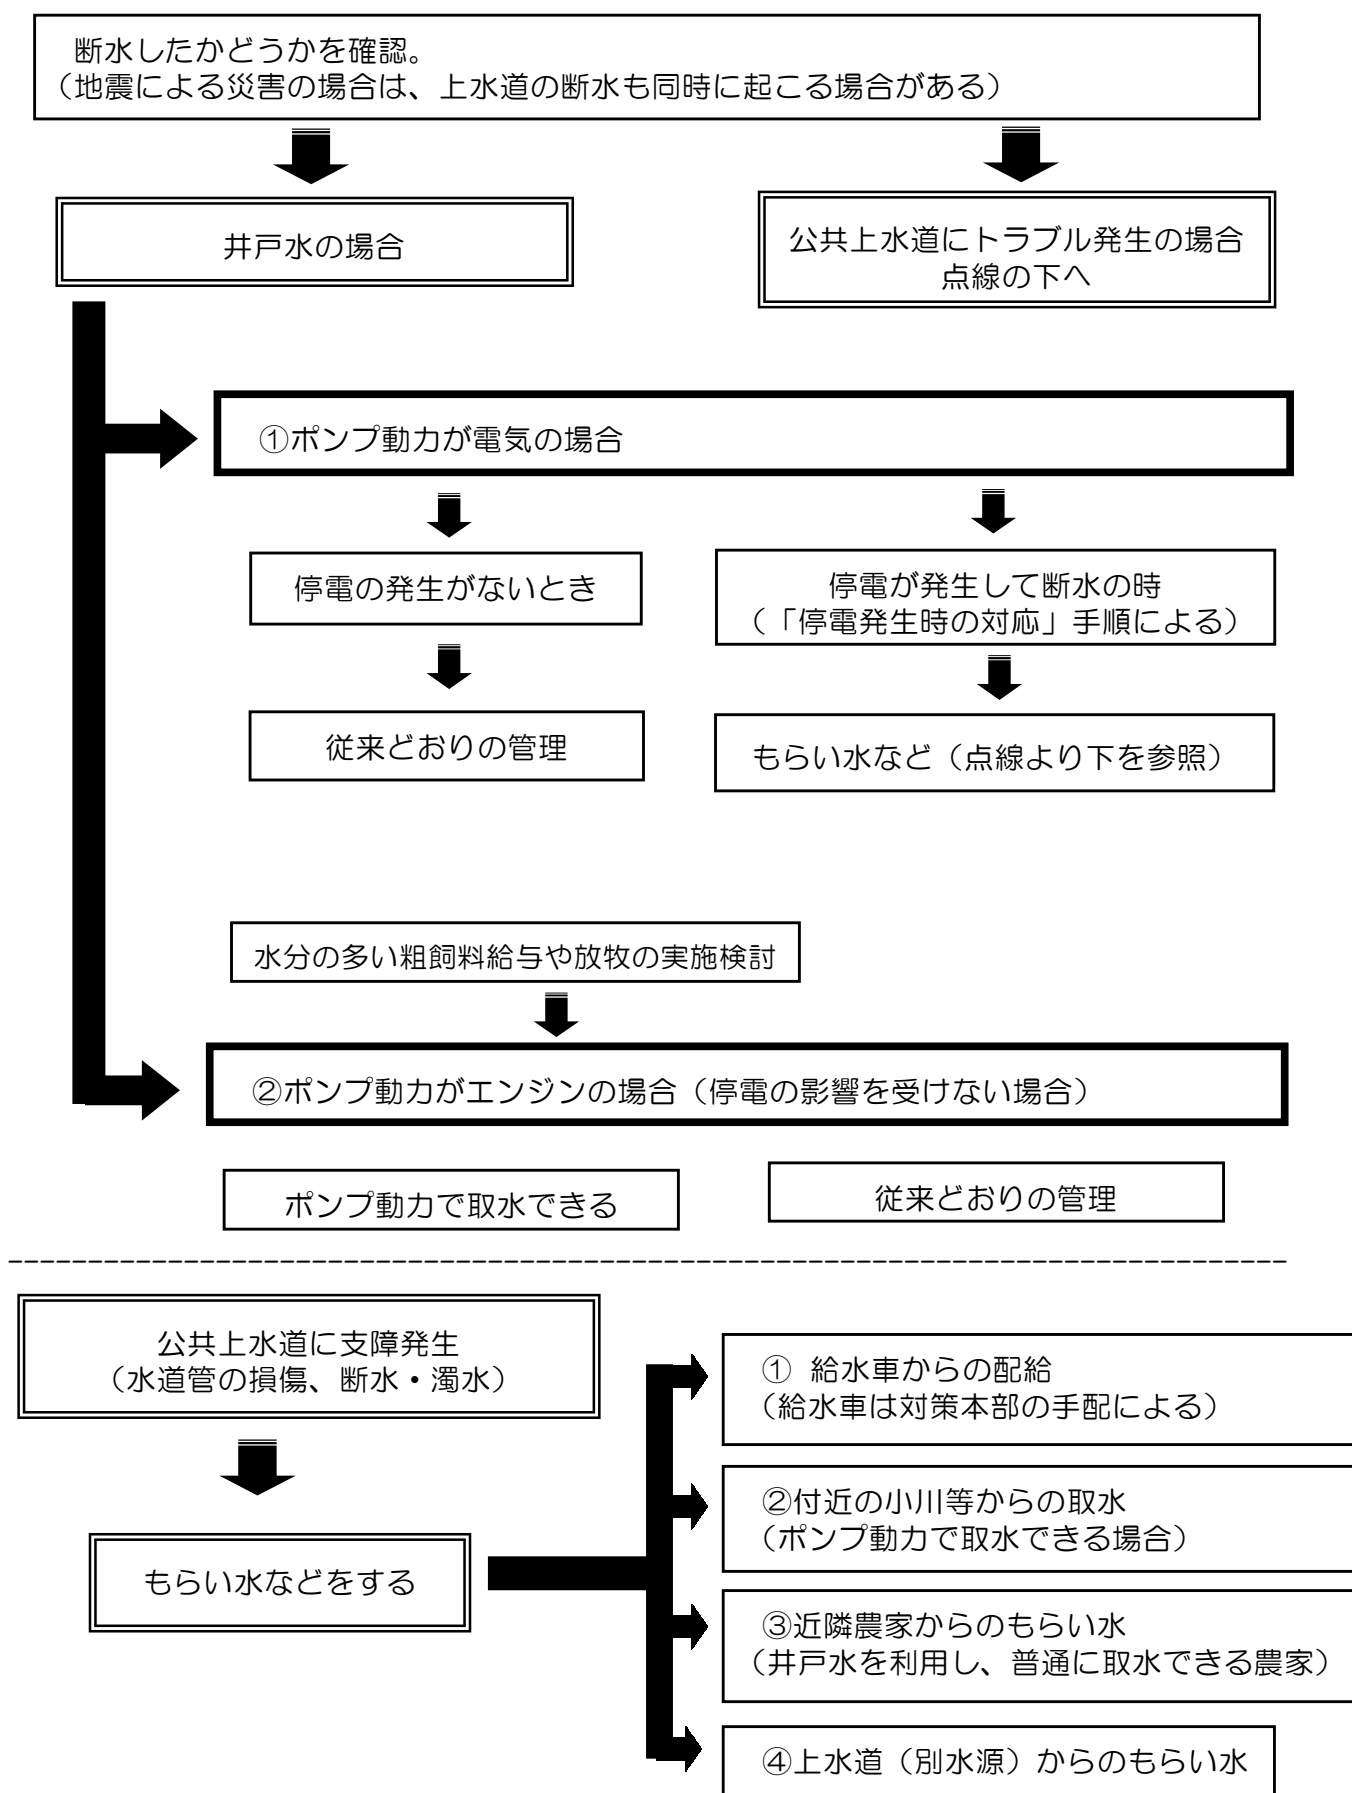 断水したかどうかを確認。
（地震による災害の場合は、上水道の断水も同時に起こる場合がある）
井戸水の場合
公共上水道にトラブル発生の場合
点線の下へ
①ポンプ動力が電気の場合
停電の発生がないとき
停電が発生して断水の時
（「停電発生時の対応」手順による）
従来どおりの管理
もらい水など（点線より下を参照）
水分の多い粗飼料給与や放牧の実施検討
②ポンプ動力がエンジンの場合（停電の影響を受けない場合）
ポンプ動力で取水できる
従来どおりの管理
公共上水道に支障発生
（水道管の損傷、断水・濁水）
もらい水などをする
① 給水車からの配給
（給水車は対策本部の手配による）
②付近の小川等からの取水
（ポンプ動力で取水できる場合）
③近隣農家からのもらい水
（井戸水を利用し、普通に取水できる農家）
④上水道（別水源）からのもらい水